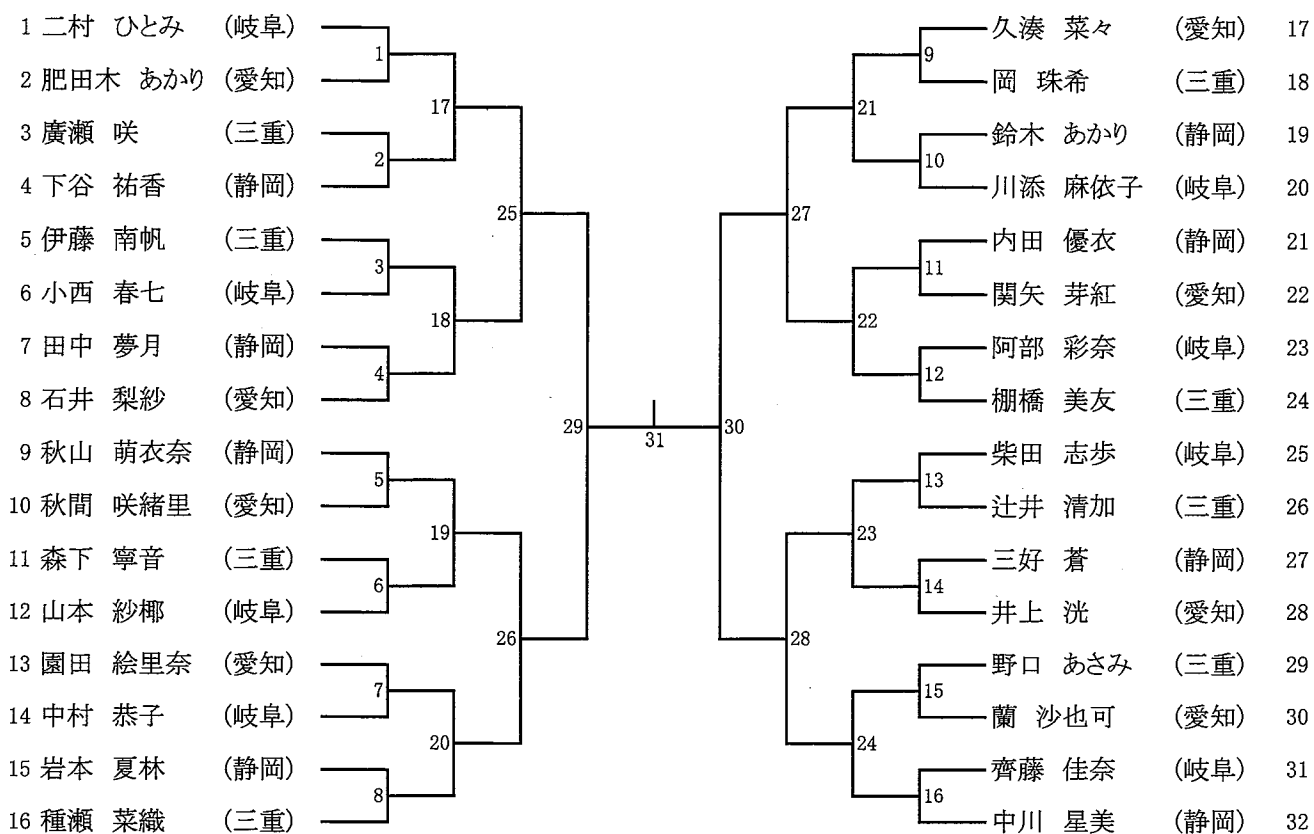 1 二村 ひとみ (岐阜)
2 肥田木 あかり (愛知)
3 廣瀬 咲 (三重)
4 下谷 祐香 (静岡)
5 伊藤 南帆 (三重)
6 小西 春七 (岐阜)
7 田中 夢月 (静岡)
8 石井 梨紗 (愛知)
9 秋山 萌衣奈 (静岡)
10 秋間 咲緒里 (愛知)
11 森下 寧音 (三重)
12 山本 紗椰 (岐阜)
13 園田 絵里奈 (愛知)
14 中村 恭子 (岐阜)
15 岩本 夏林 (静岡)
16 種瀬 菜織 (三重)
1
2
3
4
5
6
7
8
17
18
19
20
25
26
29
31
30
27
28
21
22
23
24
9
10
11
12
13
14
15
16
久湊 菜々 (愛知) 17
岡 珠希 (三重) 18
鈴木 あかり (静岡) 19
川添 麻依子 (岐阜) 20
内田 優衣 (静岡) 21
関矢 芽紅 (愛知) 22
阿部 彩奈 (岐阜) 23
棚橋 美友 (三重) 24
柴田 志歩 (岐阜) 25
辻井 清加 (三重) 26
三好 蒼 (静岡) 27
井上 洸 (愛知) 28
野口 あさみ (三重) 29
蘭 沙也可 (愛知) 30
齊藤 佳奈 (岐阜) 31
中川 星美 (静岡) 32